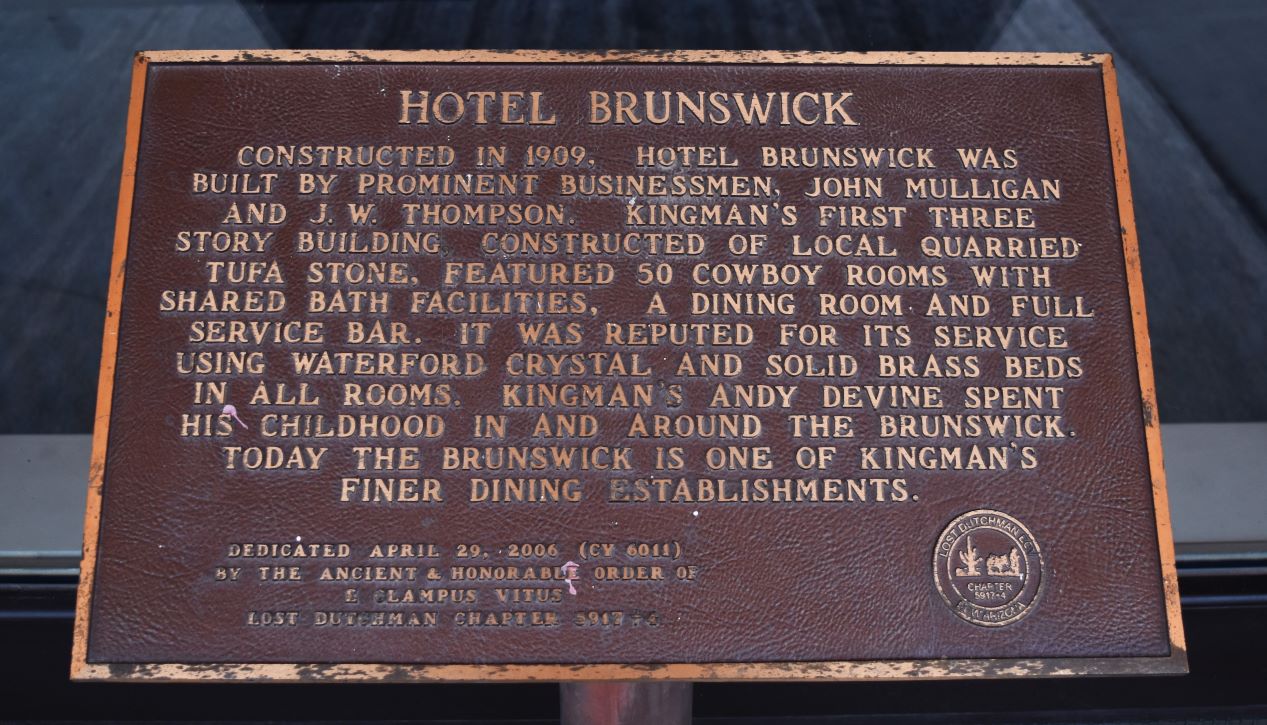 HOTEL BRUNSWICK
CONSTRUCTED IN 1909, HOTEL BRUNSWICK WAS
BUILT BY PROMINENT BUSINESSMEN, JOHN MULLIGAN
AND J. W. THOMPSON. KINGMAN'S FIRST THREE
STORY BUILDING, CONSTRUCTED OF LOCAL QUARRIED
TUFA STONE, FEATURED 50 COWBOY ROOMS WITH
SHARED BATH FACILITIES, A DINING ROOM AND FULL
SERVICE BAR. IT WAS REPUTED FOR ITS SERVICE
USING WATERFORD CRYSTAL AND SOLID BRASS BEDS
IN ALL ROOMS. KINGMAN'S ANDY DEVINE SPENT
HIS CHILDHOOD IN AND AROUND THE BRUNSWICK.
TODAY THE BRUNSWICK IS ONE OF KINGMAN'S
FINER DINING ESTABLISHMENTS.
DEDICATED APRIL 29, 2006 (CY 6011)
BY THE ANCIENT & HONORABLE ORDER OF
E CLAMPUS VITUS
LOST DUTCHMAN CHAPTER 5917-4
LOST DUTCHMAN
CHAPTER
5917-4
ARIZONA